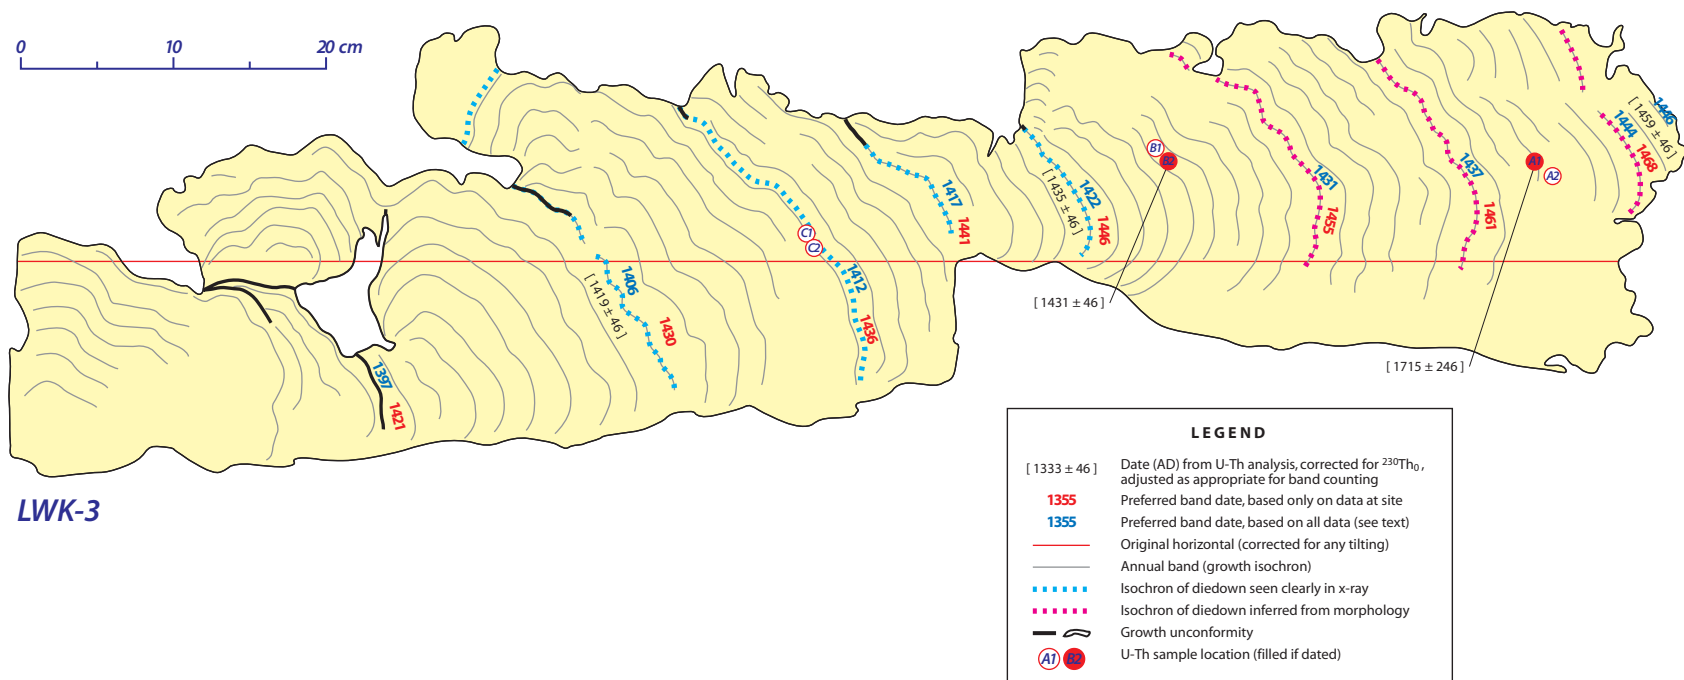 0 10 20 cm
1446
[ 1459 ± 46 ]
1444
1468
B1
B2
A1
A2
1437
1461
1431
1455
1422
[ 1435 ± 46 ]
1446
1417
1441
C1
C2
1412
1436
1406
[ 1419 ± 46 ]
1430
1397
1421
[ 1431 ± 46 ]
[ 1715 ± 246 ]
LWK-3
LEGEND
[ 1333 ± 46 ] Date (AD) from U-Th analysis, corrected for ²³⁰Th₀,
adjusted as appropriate for band counting
1355 Preferred band date, based only on data at site
1355 Preferred band date, based on all data (see text)
Original horizontal (corrected for any tilting)
Annual band (growth isochron)
Isochron of diedown seen clearly in x-ray
Isochron of diedown inferred from morphology
Growth unconformity
A1 B2 U-Th sample location (filled if dated)